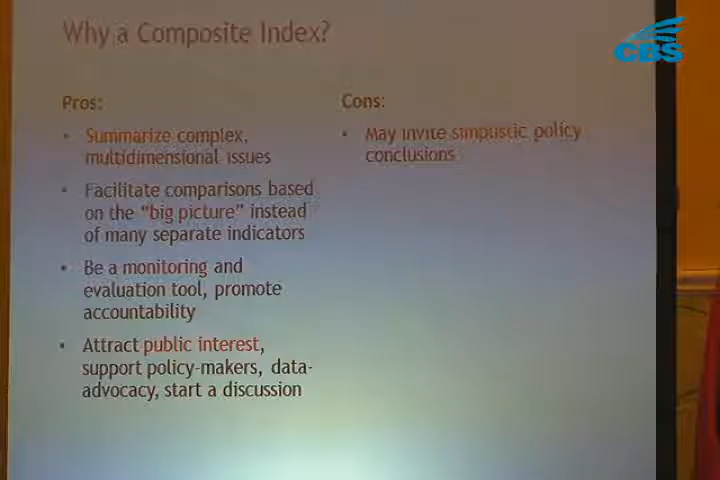 Why a Composite Index?
CBS
Pros:
• Summarize complex,
multidimensional issues
• Facilitate comparisons based
on the "big picture" instead
of many separate indicators
• Be a monitoring and
evaluation tool, promote
accountability
• Attract public interest,
support policy-makers, data-
advocacy, start a discussion
Cons:
• May invite simplistic policy
conclusions